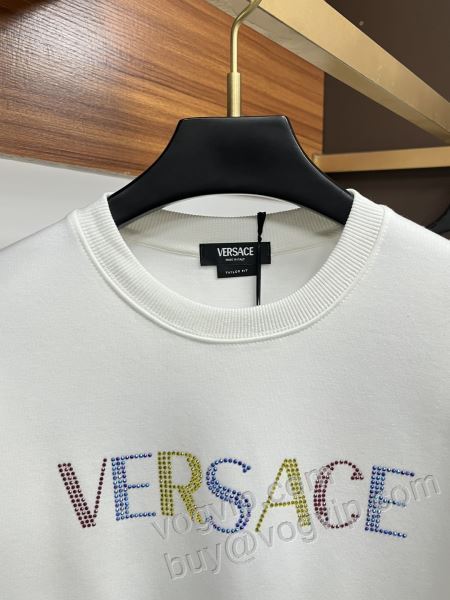 VERSACE
MADE IN ITALY
TAYLOR FIT
VERSACE
vogvip.com
buy@vogvip.com